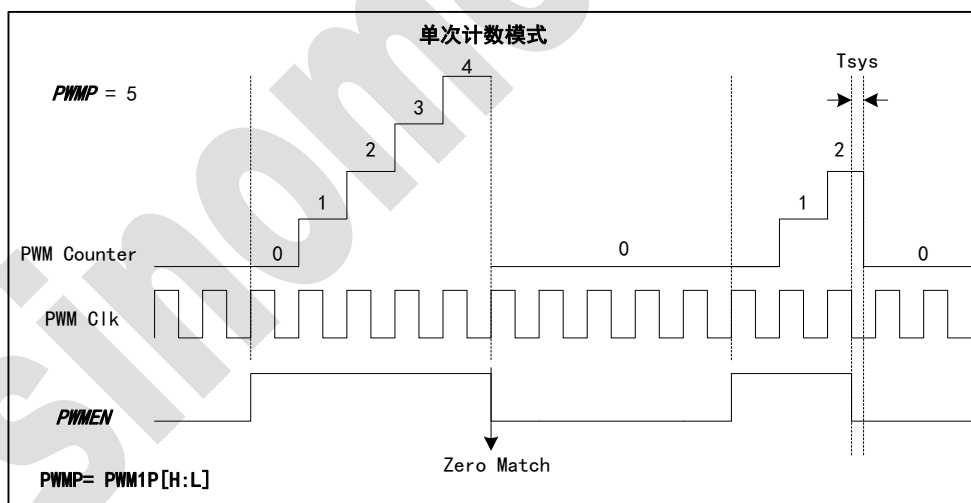 单次计数模式
Tsys
PWMP = 5
4
3
2
1
0
2
1
0
0
PWM Counter
PWM Clk
PWMEN
Zero Match
PWMP= PWM1P[H:L]
sinom